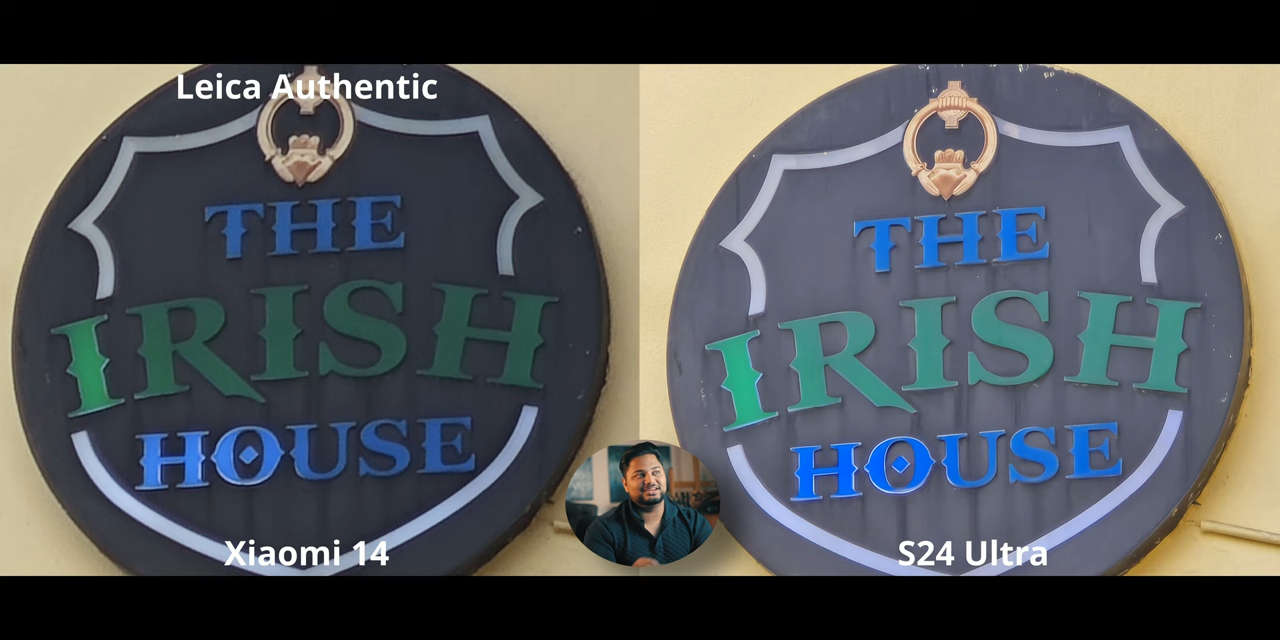 Leica Authentic
THE
IRISH
HOUSE
Xiaomi 14
THE
IRISH
HOUSE
S24 Ultra